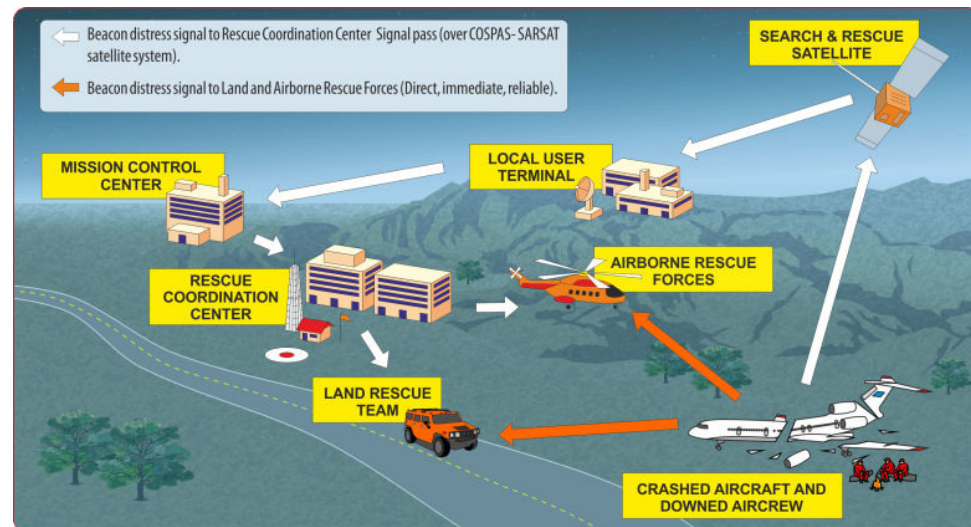 Beacon distress signal to Rescue Coordination Center Signal pass (over COSPAS- SARSAT
satellite system).
Beacon distress signal to Land and Airborne Rescue Forces (Direct, immediate, reliable).
SEARCH & RESCUE
SATELLITE
LOCAL USER
TERMINAL
MISSION CONTROL
CENTER
AIRBORNE RESCUE
FORCES
RESCUE
COORDINATION
CENTER
LAND RESCUE
TEAM
CRASHED AIRCRAFT AND
DOWNED AIRCREW